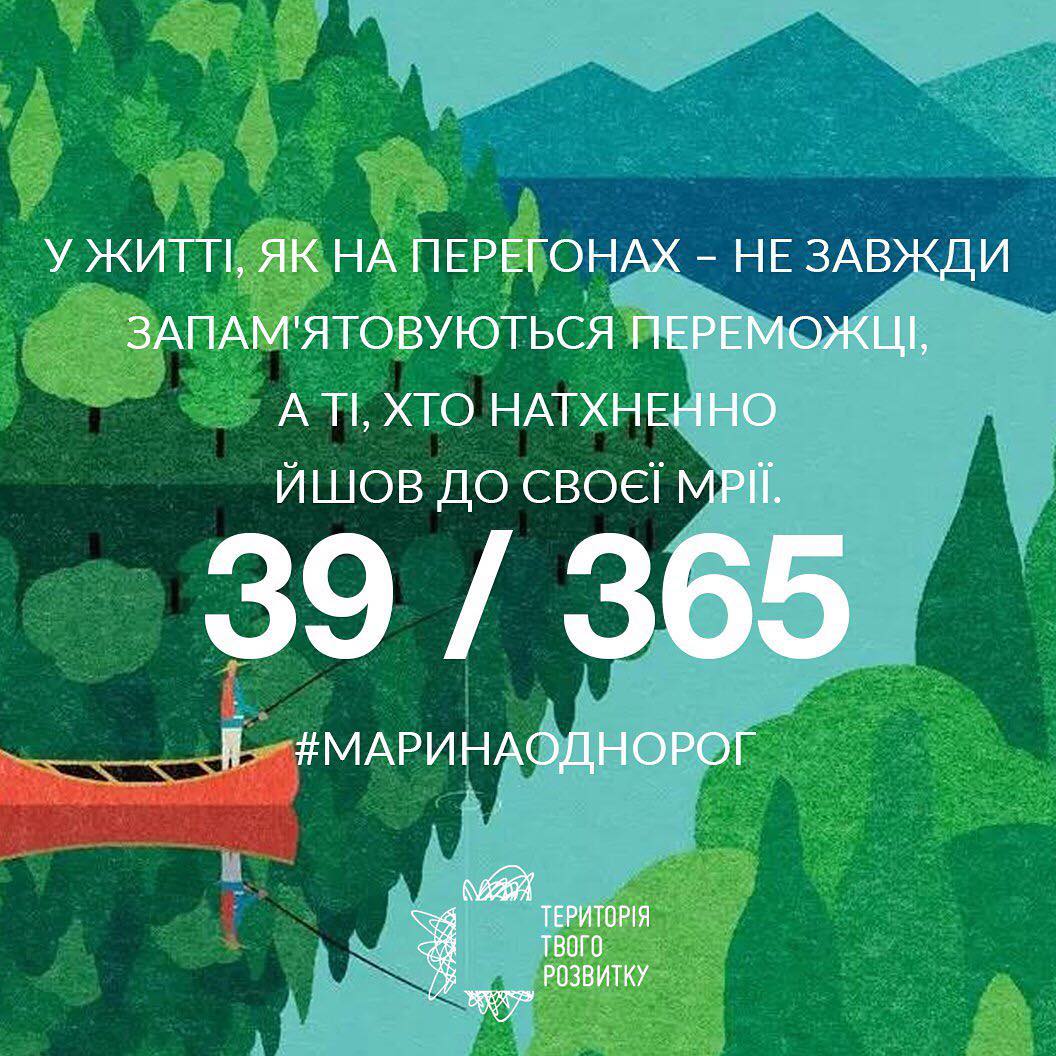 У ЖИТТІ, ЯК НА ПЕРЕГОНАХ – НЕ ЗАВЖДИ
ЗАПАМ'ЯТОВУЮТЬСЯ ПЕРЕМОЖЦІ,
А ТІ, ХТО НАТХНЕННО
ЙШОВ ДО СВОЄЇ МРІЇ.
39 / 365
#МАРИНАОДНОРОГ
ТЕРИТОРІЯ
ТВОГО
РОЗВИТКУ